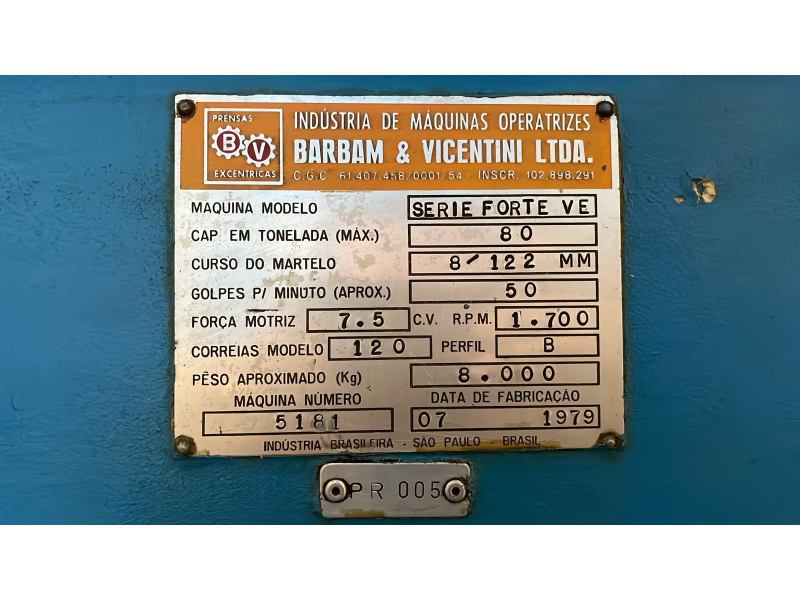 PRENSAS
BV
EXCÊNTRICAS
INDÚSTRIA DE MÁQUINAS OPERATRIZES
BARBAM & VICENTINI LTDA.
C.G.C 61.407.458/0001/54 - INSCR. 102.898.291
MÁQUINA MODELO SERIE FORTE VE
CAP. EM TONELADA (MÁX.) 80
CURSO DO MARTELO 8/122 MM
GOLPES P/ MINUTO (APROX.) 50
FORÇA MOTRIZ 7.5 C.V. R.P.M. 1.700
CORREIAS MODELO 120 PERFIL B
PÊSO APROXIMADO (Kg) 8.000
MÁQUINA NÚMERO DATA DE FABRICAÇÃO
5181 07 1979
INDÚSTRIA BRASILEIRA - SÃO PAULO - BRASIL
PR 005